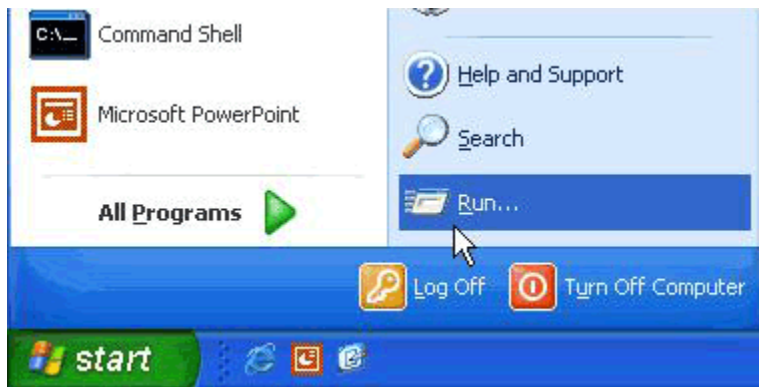 C:\_
Command Shell
Microsoft PowerPoint
All Programs
Help and Support
Search
Run...
Log Off
Turn Off Computer
start